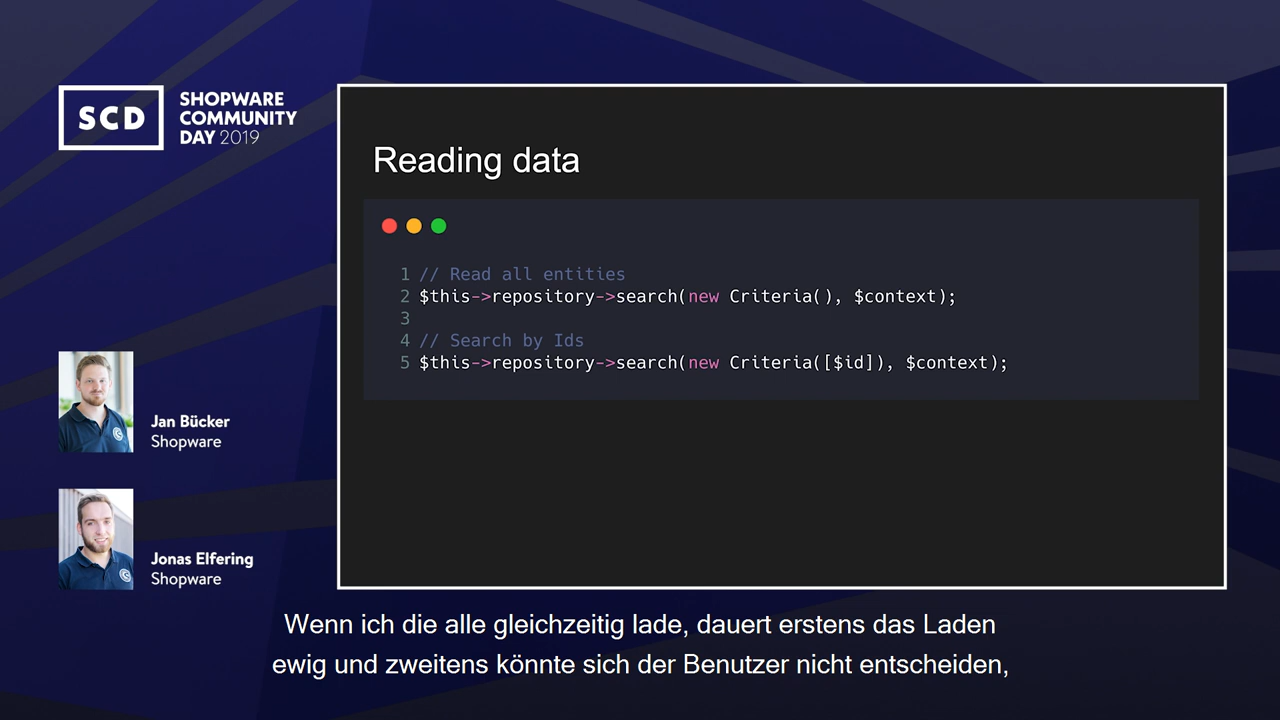 SCD
SHOPWARE
COMMUNITY
DAY 2019
Reading data
1 // Read all entities
2 $this->repository->search(new Criteria(), $context);
3
4 // Search by Ids
5 $this->repository->search(new Criteria([$id]), $context);
Jan Bücker
Shopware
Jonas Elfering
Shopware
Wenn ich die alle gleichzeitig lade, dauert erstens das Laden
ewig und zweitens könnte sich der Benutzer nicht entscheiden,